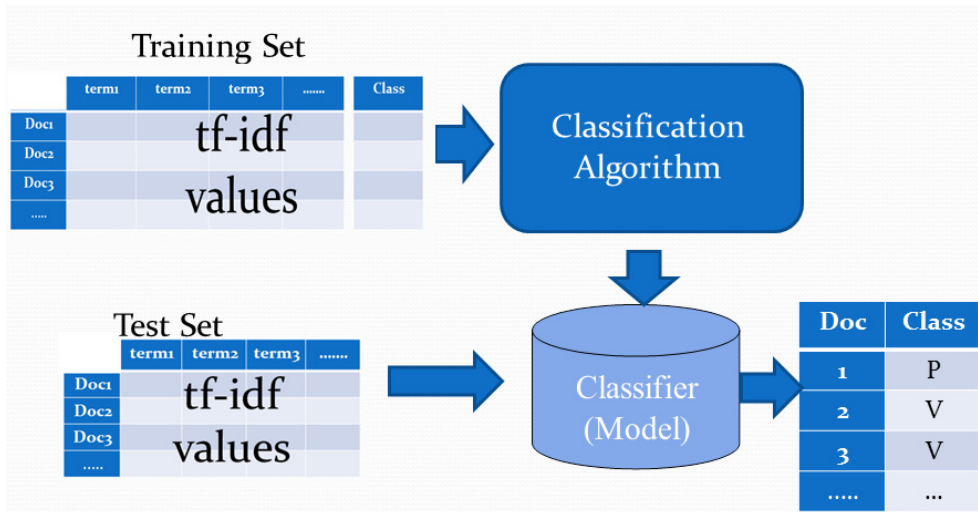 Training Set
term1 term2 term3 ....... Class
Doc1
Doc2
Doc3
.....
tf-idf
values
Classification
Algorithm
Test Set
term1 term2 term3 .......
Doc1
Doc2
Doc3
.....
tf-idf
values
Classifier
(Model)
Doc Class
1 P
2 V
3 V
..... ...